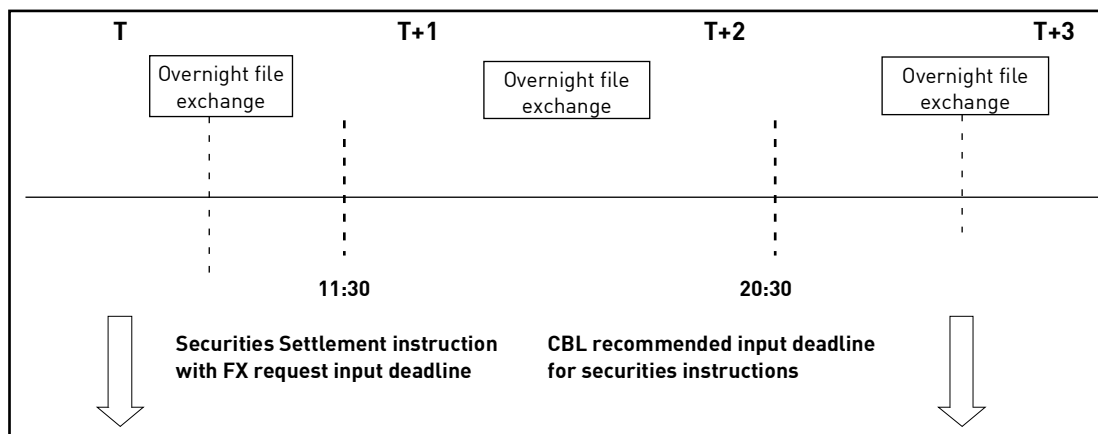 T
T+1
T+2
T+3
Overnight file
exchange
Overnight file
exchange
Overnight file
exchange
11:30
20:30
Securities Settlement instruction
with FX request input deadline
CBL recommended input deadline
for securities instructions